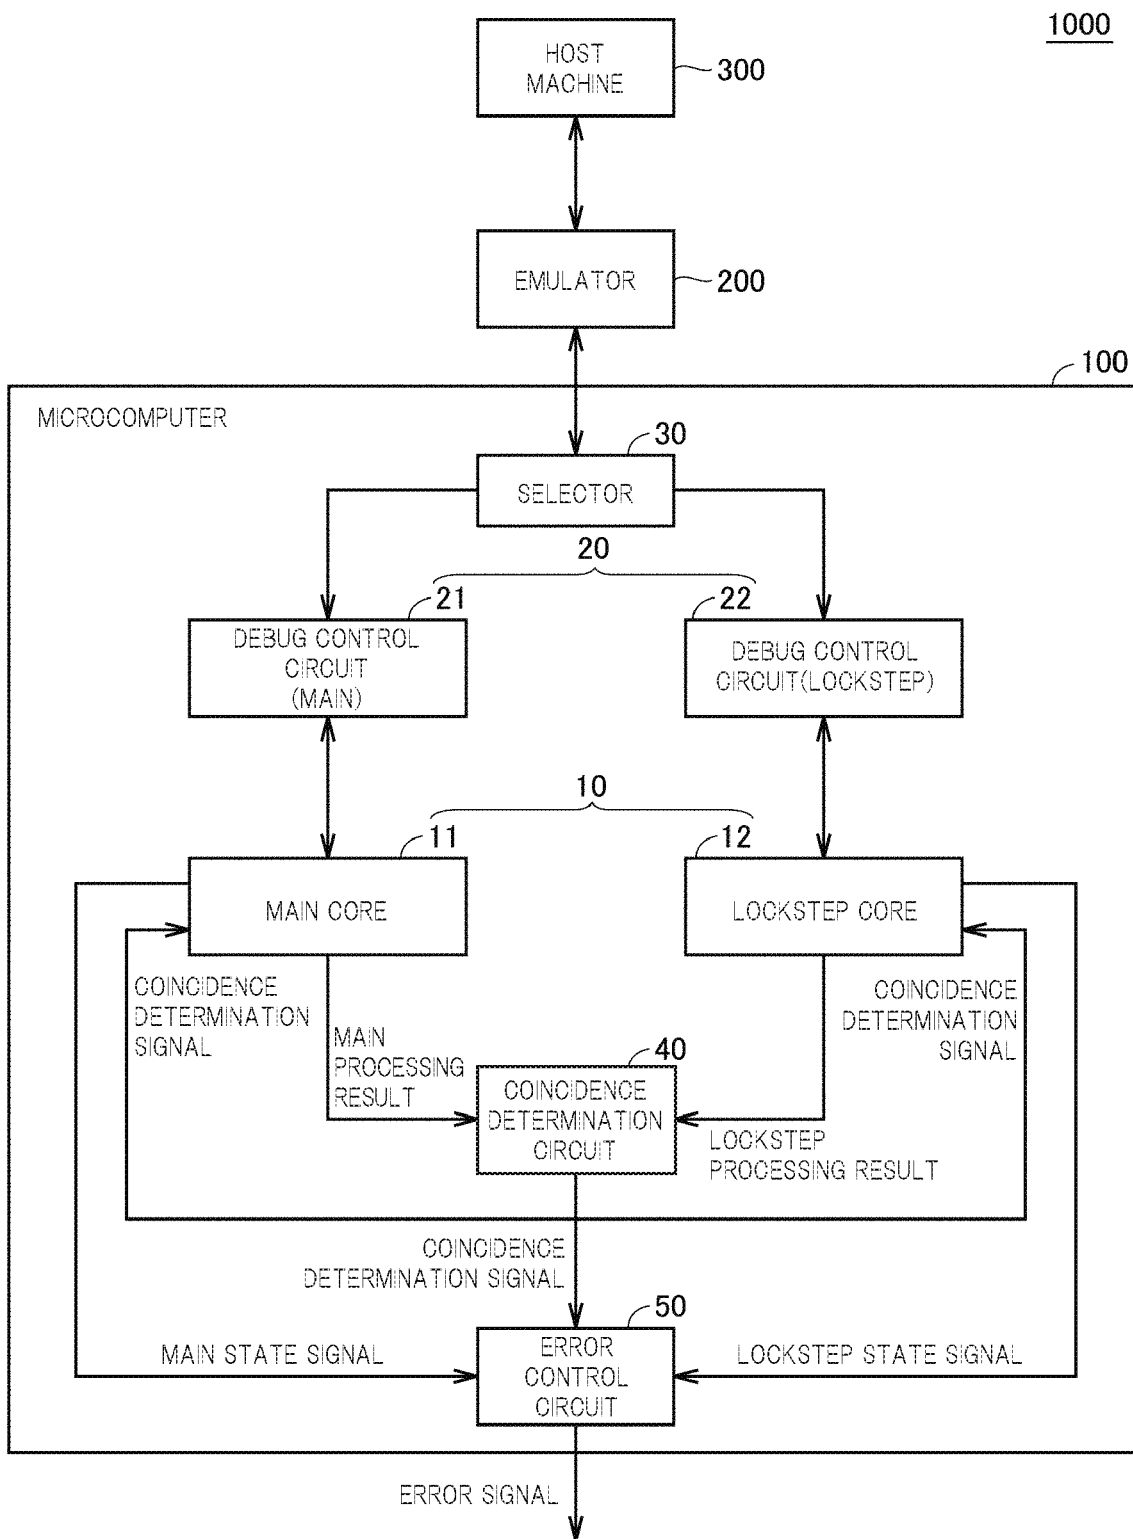 1000
HOST
MACHINE
300
EMULATOR
200
100
MICROCOMPUTER
30
SELECTOR
20
21
22
DEBUG CONTROL
CIRCUIT
(MAIN)
DEBUG CONTROL
CIRCUIT(LOCKSTEP)
10
11
12
MAIN CORE
LOCKSTEP CORE
COINCIDENCE
DETERMINATION
SIGNAL
COINCIDENCE
DETERMINATION
SIGNAL
MAIN
PROCESSING
RESULT
40
COINCIDENCE
DETERMINATION
CIRCUIT
LOCKSTEP
PROCESSING RESULT
COINCIDENCE
DETERMINATION SIGNAL
50
MAIN STATE SIGNAL
ERROR
CONTROL
CIRCUIT
LOCKSTEP STATE SIGNAL
ERROR SIGNAL